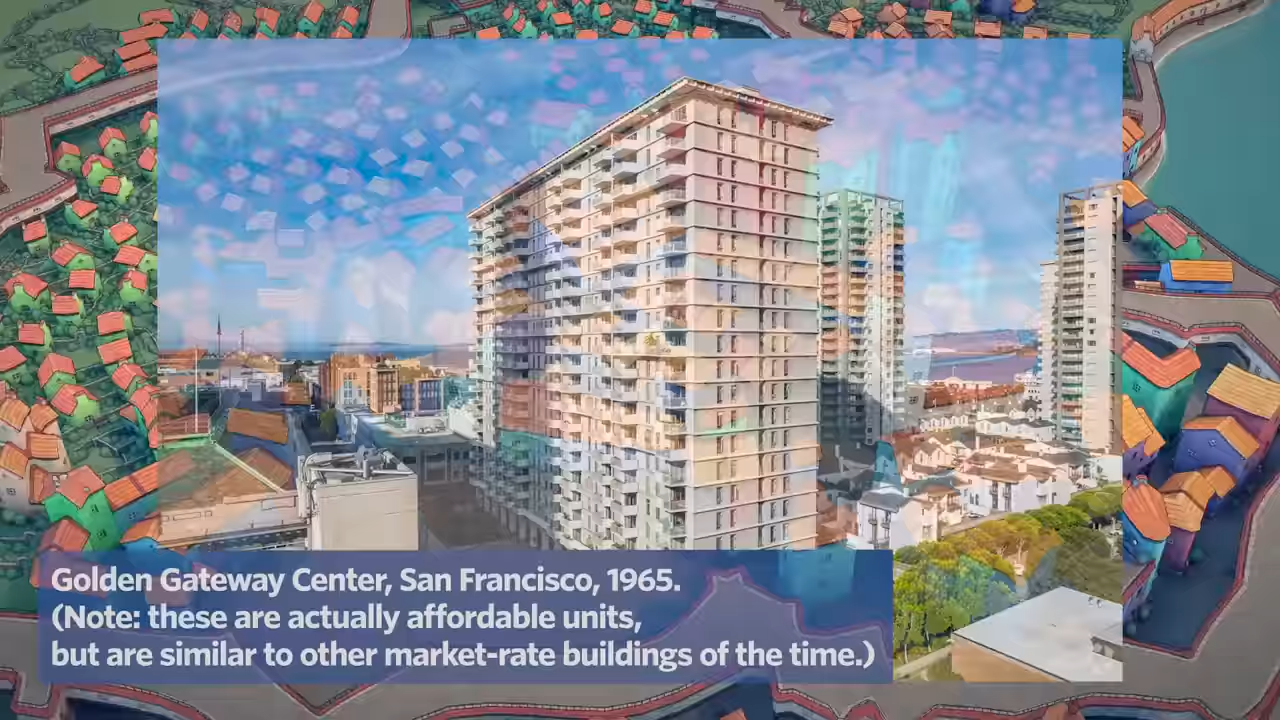 Golden Gateway Center, San Francisco, 1965.
(Note: these are actually affordable units,
but are similar to other market-rate buildings of the time.)